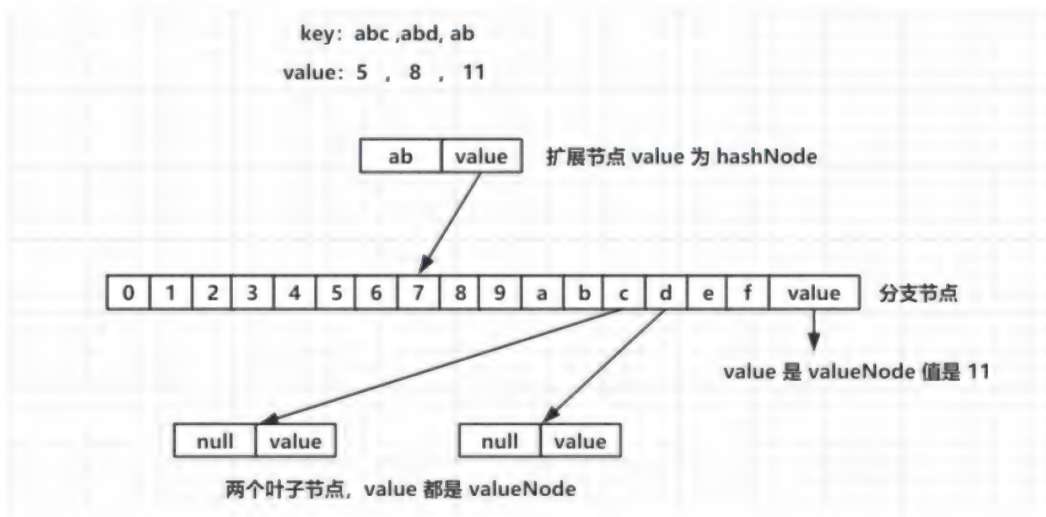 key: abc ,abd, ab
value: 5 , 8 , 11
ab value 扩展节点 value 为 hashNode
0 1 2 3 4 5 6 7 8 9 a b c d e f value 分支节点
value 是 valueNode 值是 11
null value null value
两个叶子节点, value 都是 valueNode